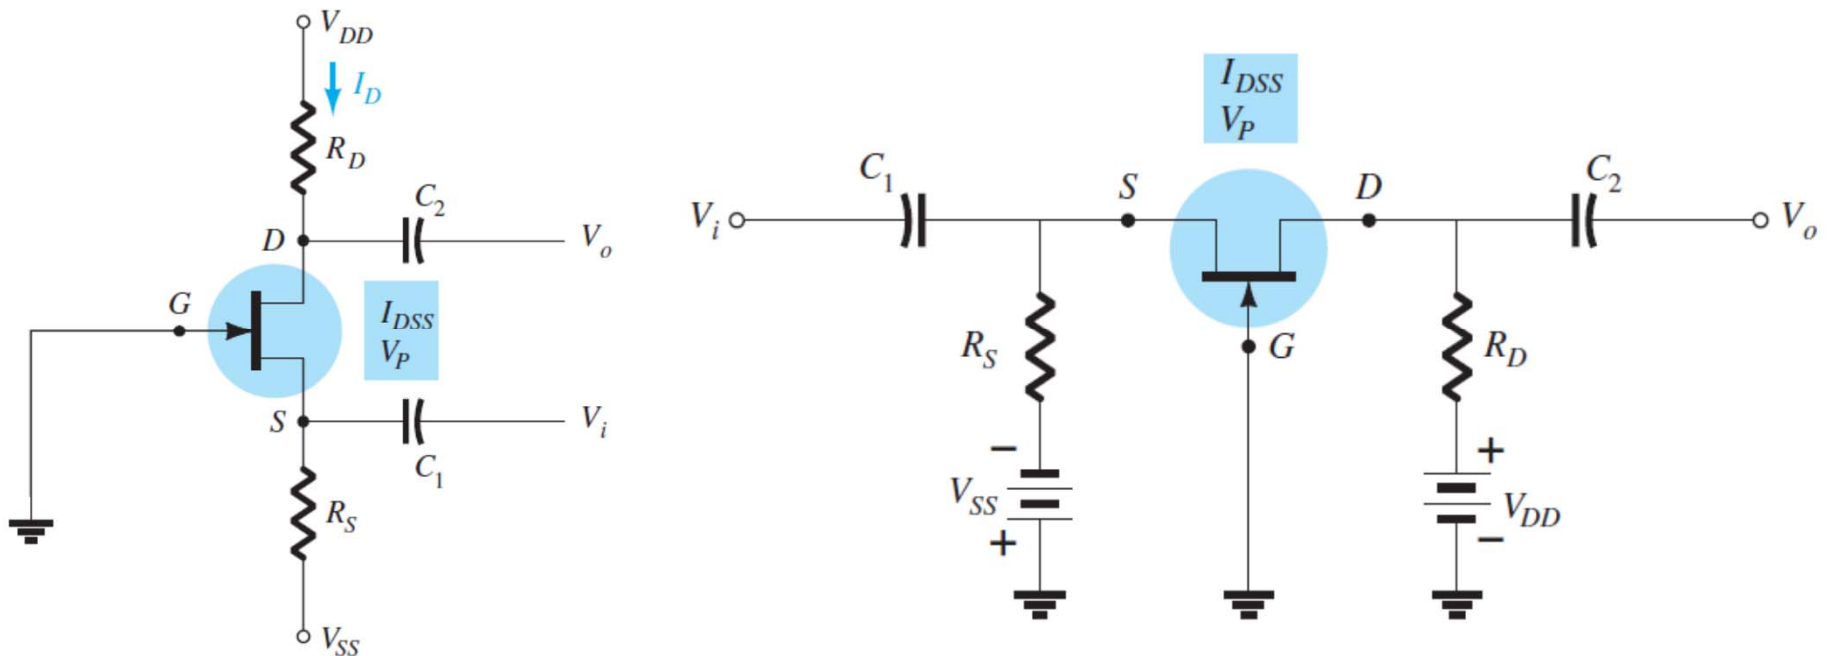 V_DD
I_D
R_D
C_2
D
V_o
G
I_DSS
V_P
S
V_i
C_1
R_S
V_SS
I_DSS
V_P
C_1
S
D
C_2
V_i
V_o
R_S
G
R_D
−
+
V_SS
V_DD
+
−